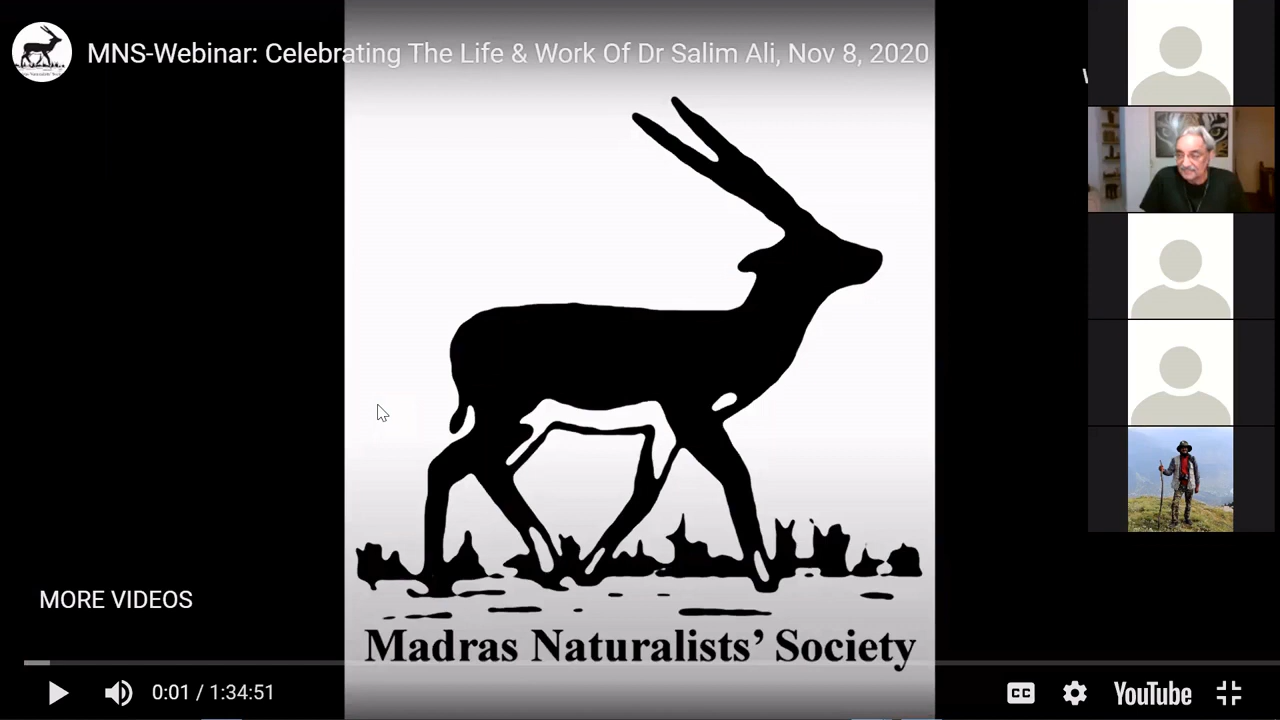 MNS-Webinar: Celebrating The Life & Work Of Dr Salim Ali, Nov 8, 2020
MORE VIDEOS
Madras Naturalists' Society
0:01 / 1:34:51
CC
YouTube